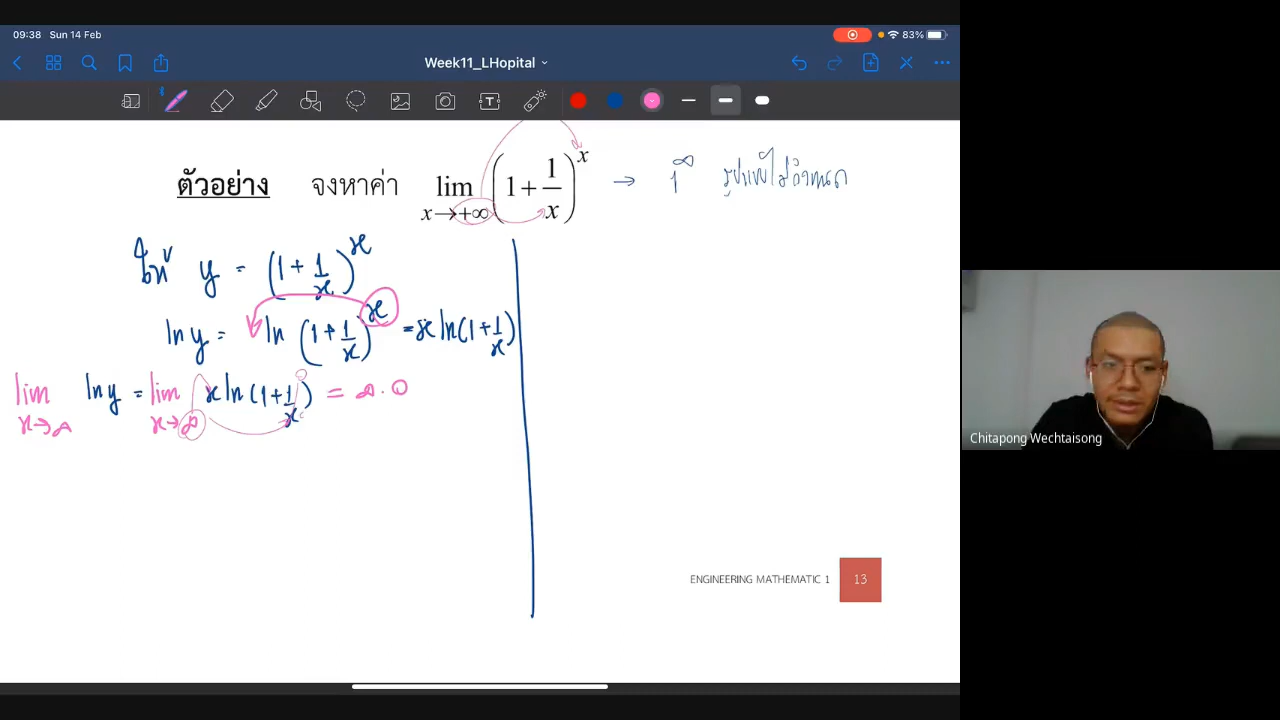 09:38 Sun 14 Feb
83%
Week11_LHopital
T
ตัวอย่าง จงหาค่า lim x→+∞ (1+1/x)^x → 1^∞ รูปแบบไม่กำหนด
ให้ y = (1+1/x)^x
ln y = ln (1+1/x)^x = x ln(1+1/x)
lim x→∞ ln y = lim x→∞ x ln(1+1/x) = ∞·0
Chitapong Wechtaisong
ENGINEERING MATHEMATIC 1 13